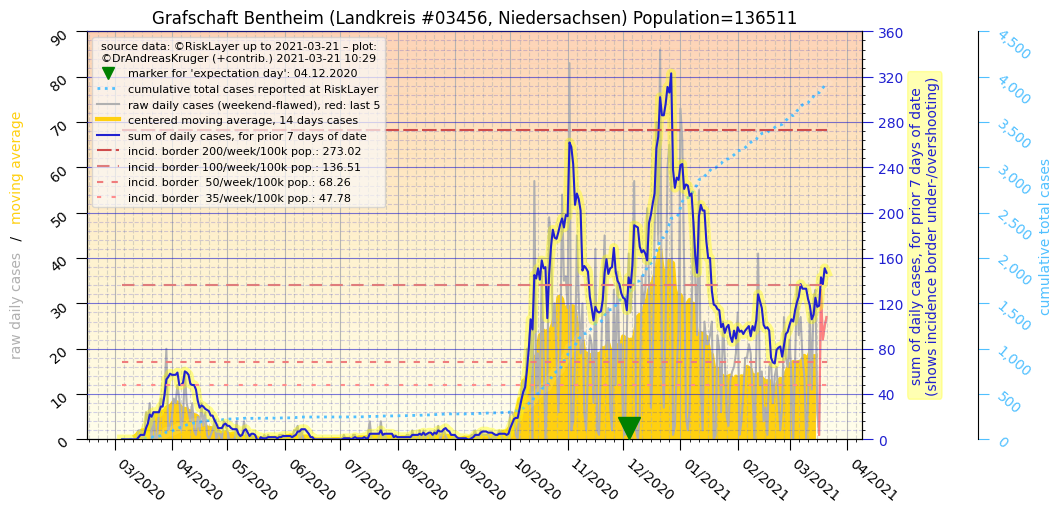 Grafschaft Bentheim (Landkreis #03456, Niedersachsen) Population=136511
source data: ©RiskLayer up to 2021-03-21 – plot:
©DrAndreasKruger (+contrib.) 2021-03-21 10:29
marker for 'expectation day': 04.12.2020
cumulative total cases reported at RiskLayer
raw daily cases (weekend-flawed), red: last 5
centered moving average, 14 days cases
sum of daily cases, for prior 7 days of date
incid. border 200/week/100k pop.: 273.02
incid. border 100/week/100k pop.: 136.51
incid. border  50/week/100k pop.: 68.26
incid. border  35/week/100k pop.: 47.78
raw daily cases  /  moving average
90
80
70
60
50
40
30
20
10
0
03/2020
04/2020
05/2020
06/2020
07/2020
08/2020
09/2020
10/2020
11/2020
12/2020
01/2021
02/2021
03/2021
04/2021
360
320
280
240
200
160
120
80
40
0
sum of daily cases, for prior 7 days of date
(shows incidence border under-/overshooting)
4,500
4,000
3,500
3,000
2,500
2,000
1,500
1,000
500
0
cumulative total cases